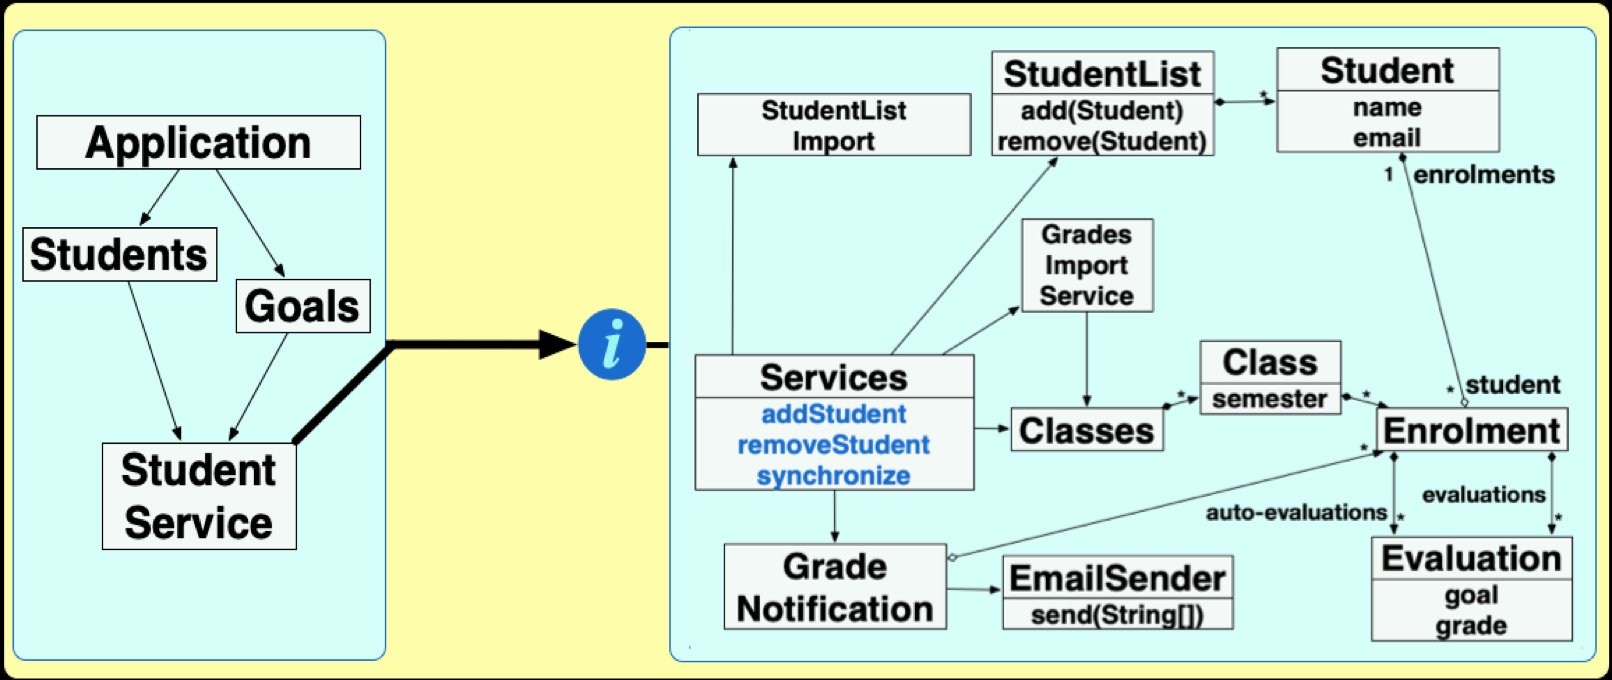 Application
Students
Goals
Student
Service
i
StudentList
Import
StudentList
add(Student)
remove(Student)
*
Student
name
email
1 enrolments
Grades
Import
Service
Services
addStudent
removeStudent
synchronize
Classes
*
Class
semester
*
* student
Enrolment
*
auto-evaluations *
evaluations *
Grade
Notification
EmailSender
send(String[])
Evaluation
goal
grade